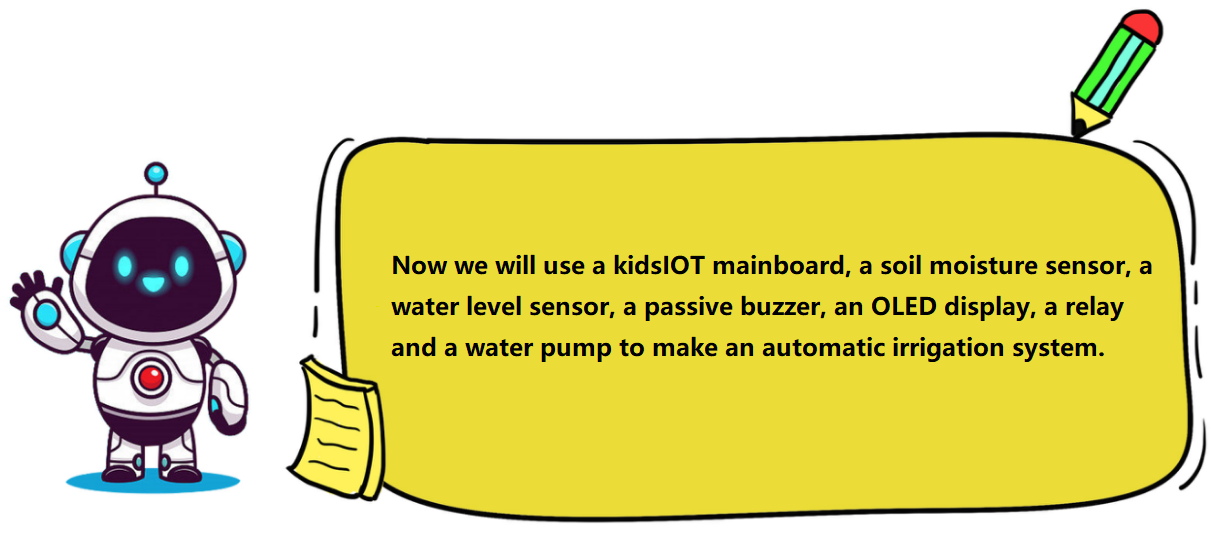 Now we will use a kidsIOT mainboard, a soil moisture sensor, a
water level sensor, a passive buzzer, an OLED display, a relay
and a water pump to make an automatic irrigation system.